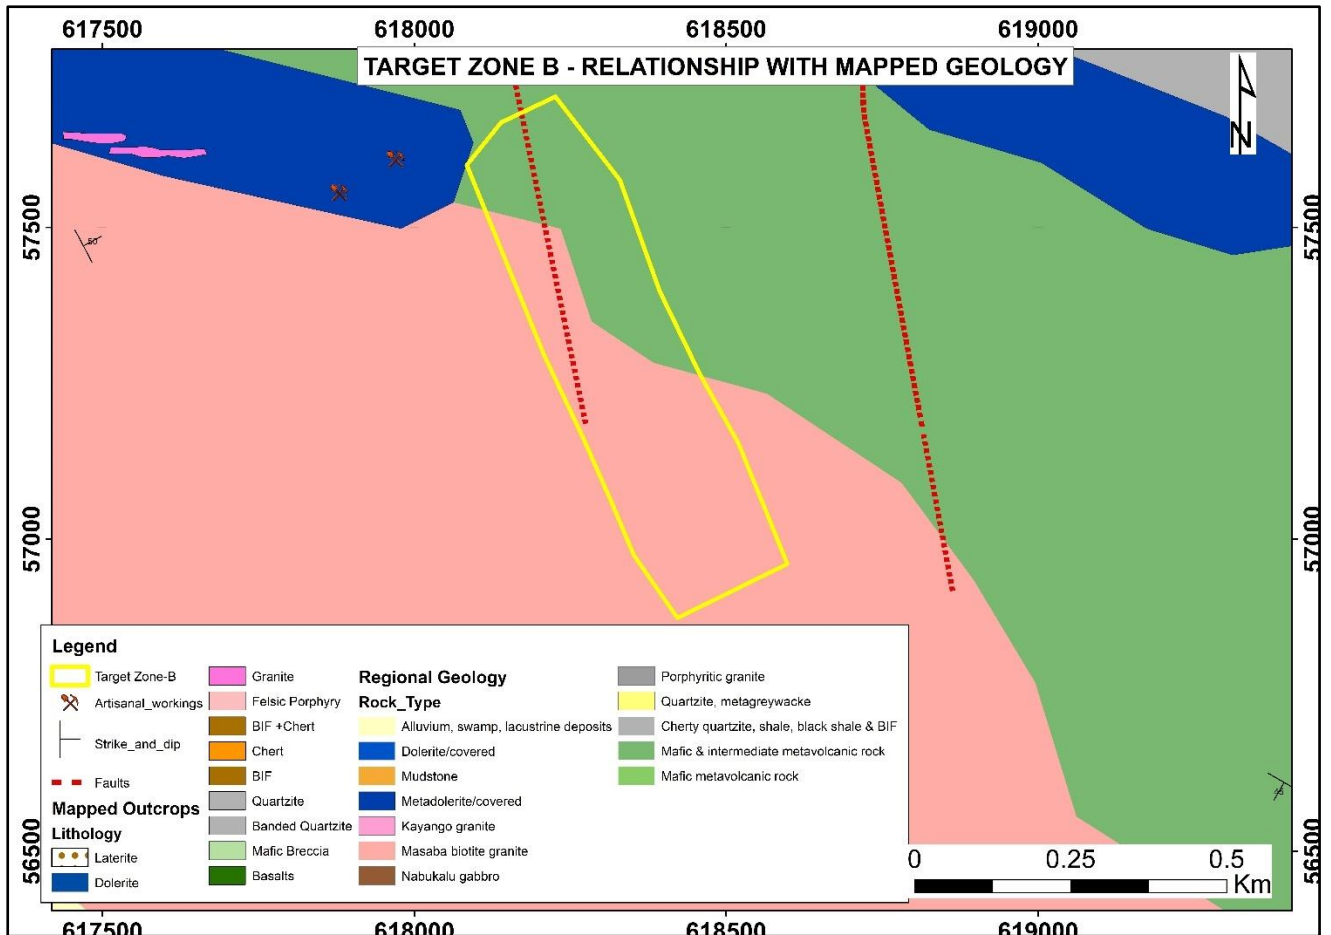 617500 618000 618500 619000
TARGET ZONE B - RELATIONSHIP WITH MAPPED GEOLOGY
N
57500 57500
50
57000 57000
45
56500 56500
Legend
Target Zone-B
Artisanal_workings
Strike_and_dip
Faults
Mapped Outcrops
Lithology
Laterite
Dolerite
Granite
Felsic Porphyry
BIF +Chert
Chert
BIF
Quartzite
Banded Quartzite
Mafic Breccia
Basalts
Regional Geology
Rock_Type
Alluvium, swamp, lacustrine deposits
Dolerite/covered
Mudstone
Metadolerite/covered
Kayango granite
Masaba biotite granite
Nabukalu gabbro
Porphyritic granite
Quartzite, metagreywacke
Cherty quartzite, shale, black shale & BIF
Mafic & intermediate metavolcanic rock
Mafic metavolcanic rock
0 0.25 0.5
Km
617500 618000 618500 619000